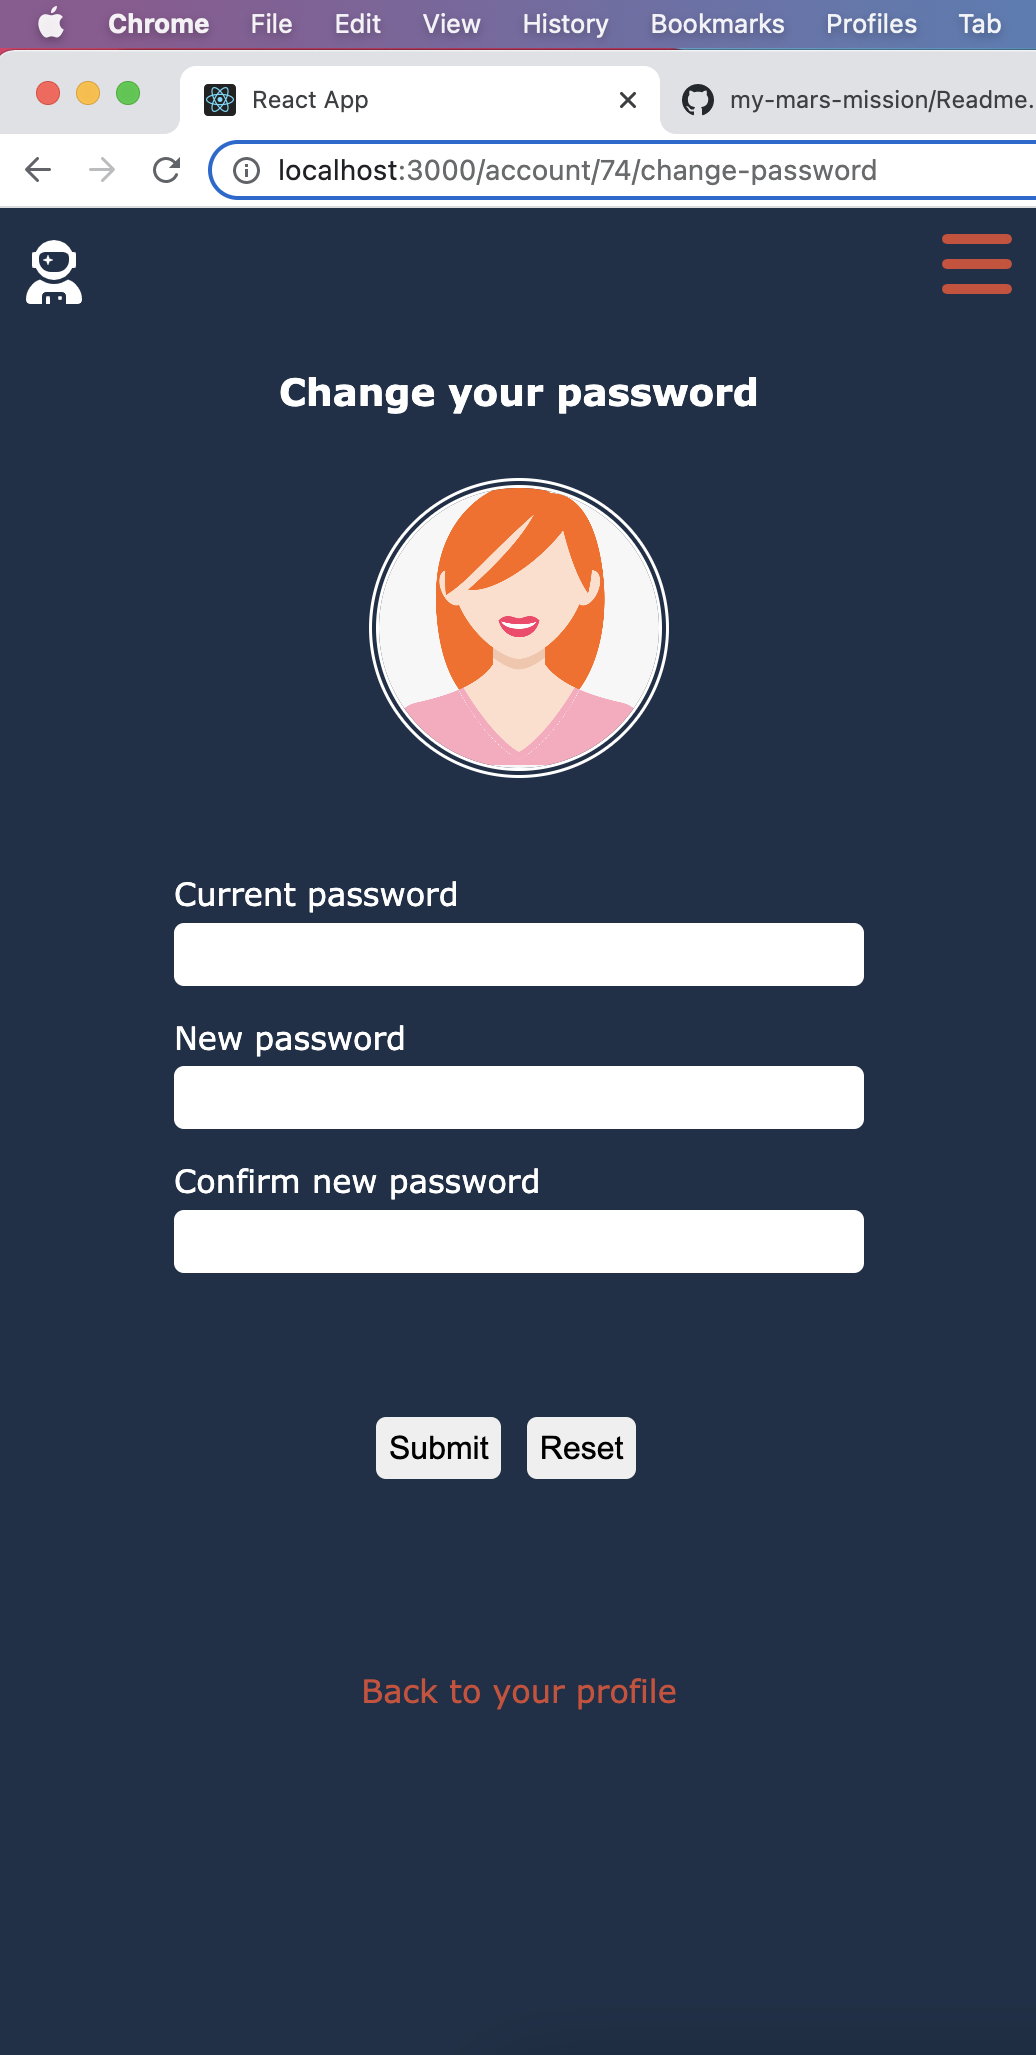 Chrome File Edit View History Bookmarks Profiles Tab
React App my-mars-mission/Readme.
localhost:3000/account/74/change-password
Change your password
Current password
New password
Confirm new password
Submit Reset
Back to your profile